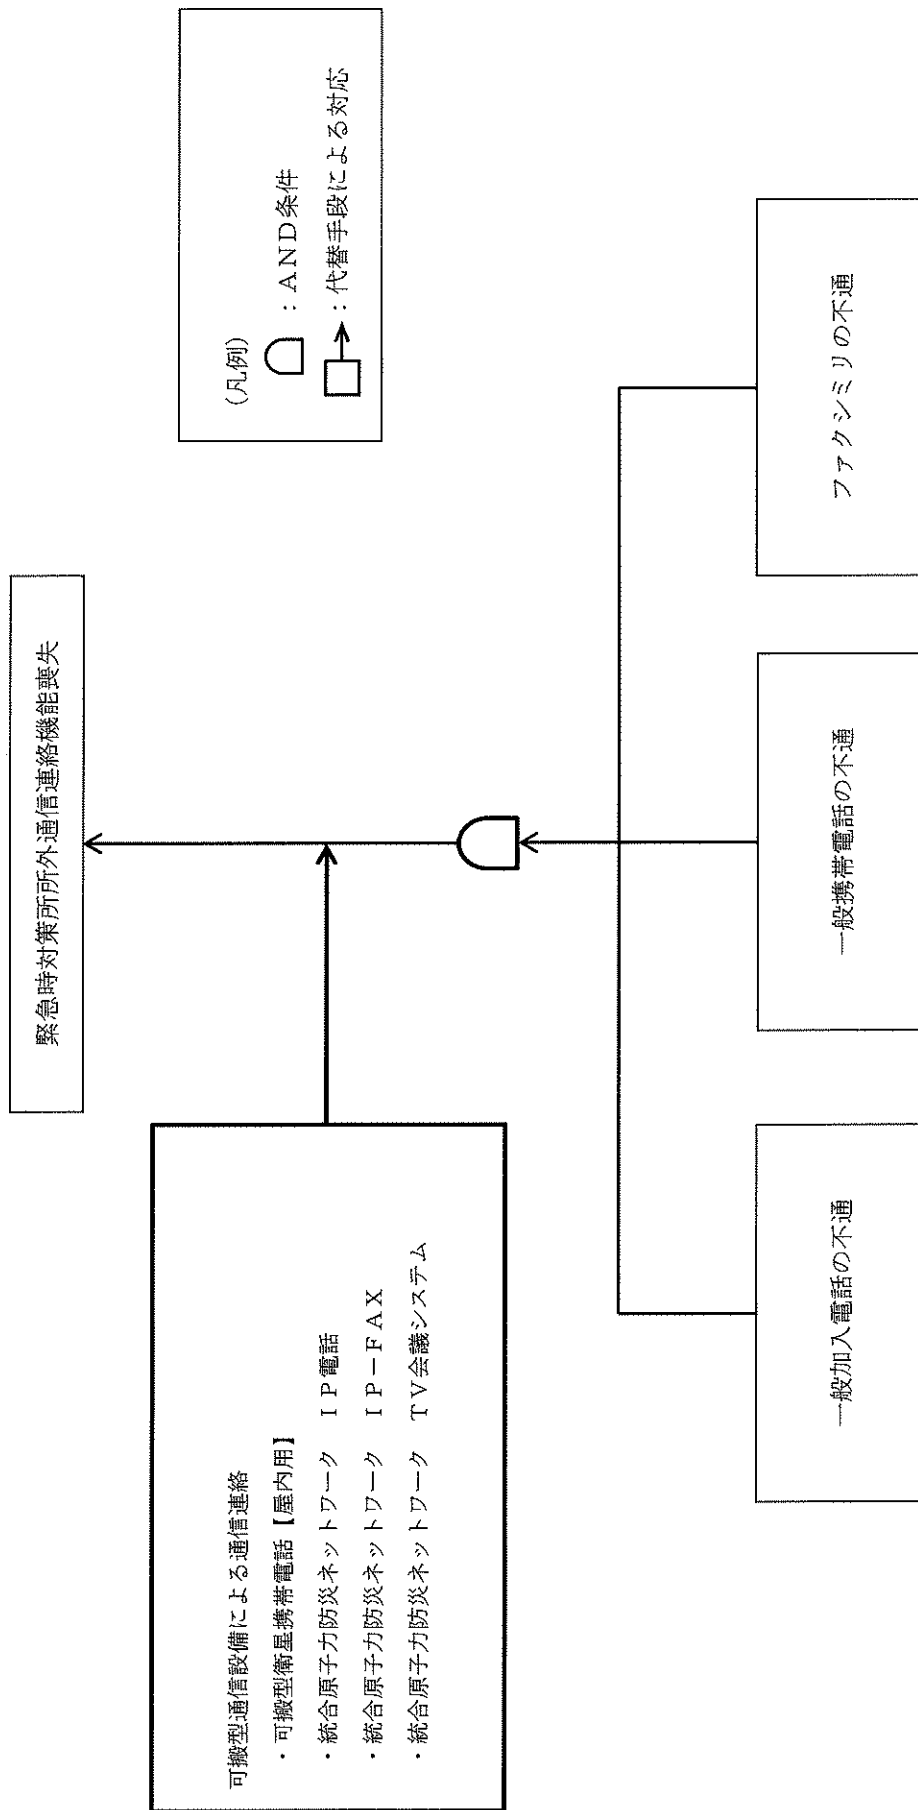 緊急時対策所所外通信連絡機能喪失
可搬型通信設備による通信連絡
・可搬型衛星携帯電話【屋内用】
・統合原子力防災ネットワーク　ＩＰ電話
・統合原子力防災ネットワーク　ＩＰ－ＦＡＸ
・統合原子力防災ネットワーク　ＴＶ会議システム
(凡例)
：ＡＮＤ条件
：代替手段による対応
一般加入電話の不通
一般携帯電話の不通
ファクシミリの不通